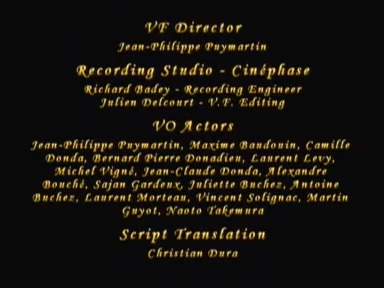 VF Director
Jean-Philippe Puymartin
Recording Studio - Cinéphase
Richard Badey - Recording Engineer
Julien Delcourt - V.F. Editing
VO Actors
Jean-Philippe Puymartin, Maxime Baudouin, Camille
Donda, Bernard Pierre Donadieu, Laurent Levy,
Michel Vigné, Jean-Claude Donda, Alexandre
Bouché, Sajan Gardeux, Juliette Buchez, Antoine
Buchez, Laurent Morteau, Vincent Solignac, Martin
Guyot, Naoto Takemura
Script Translation
Christian Dura